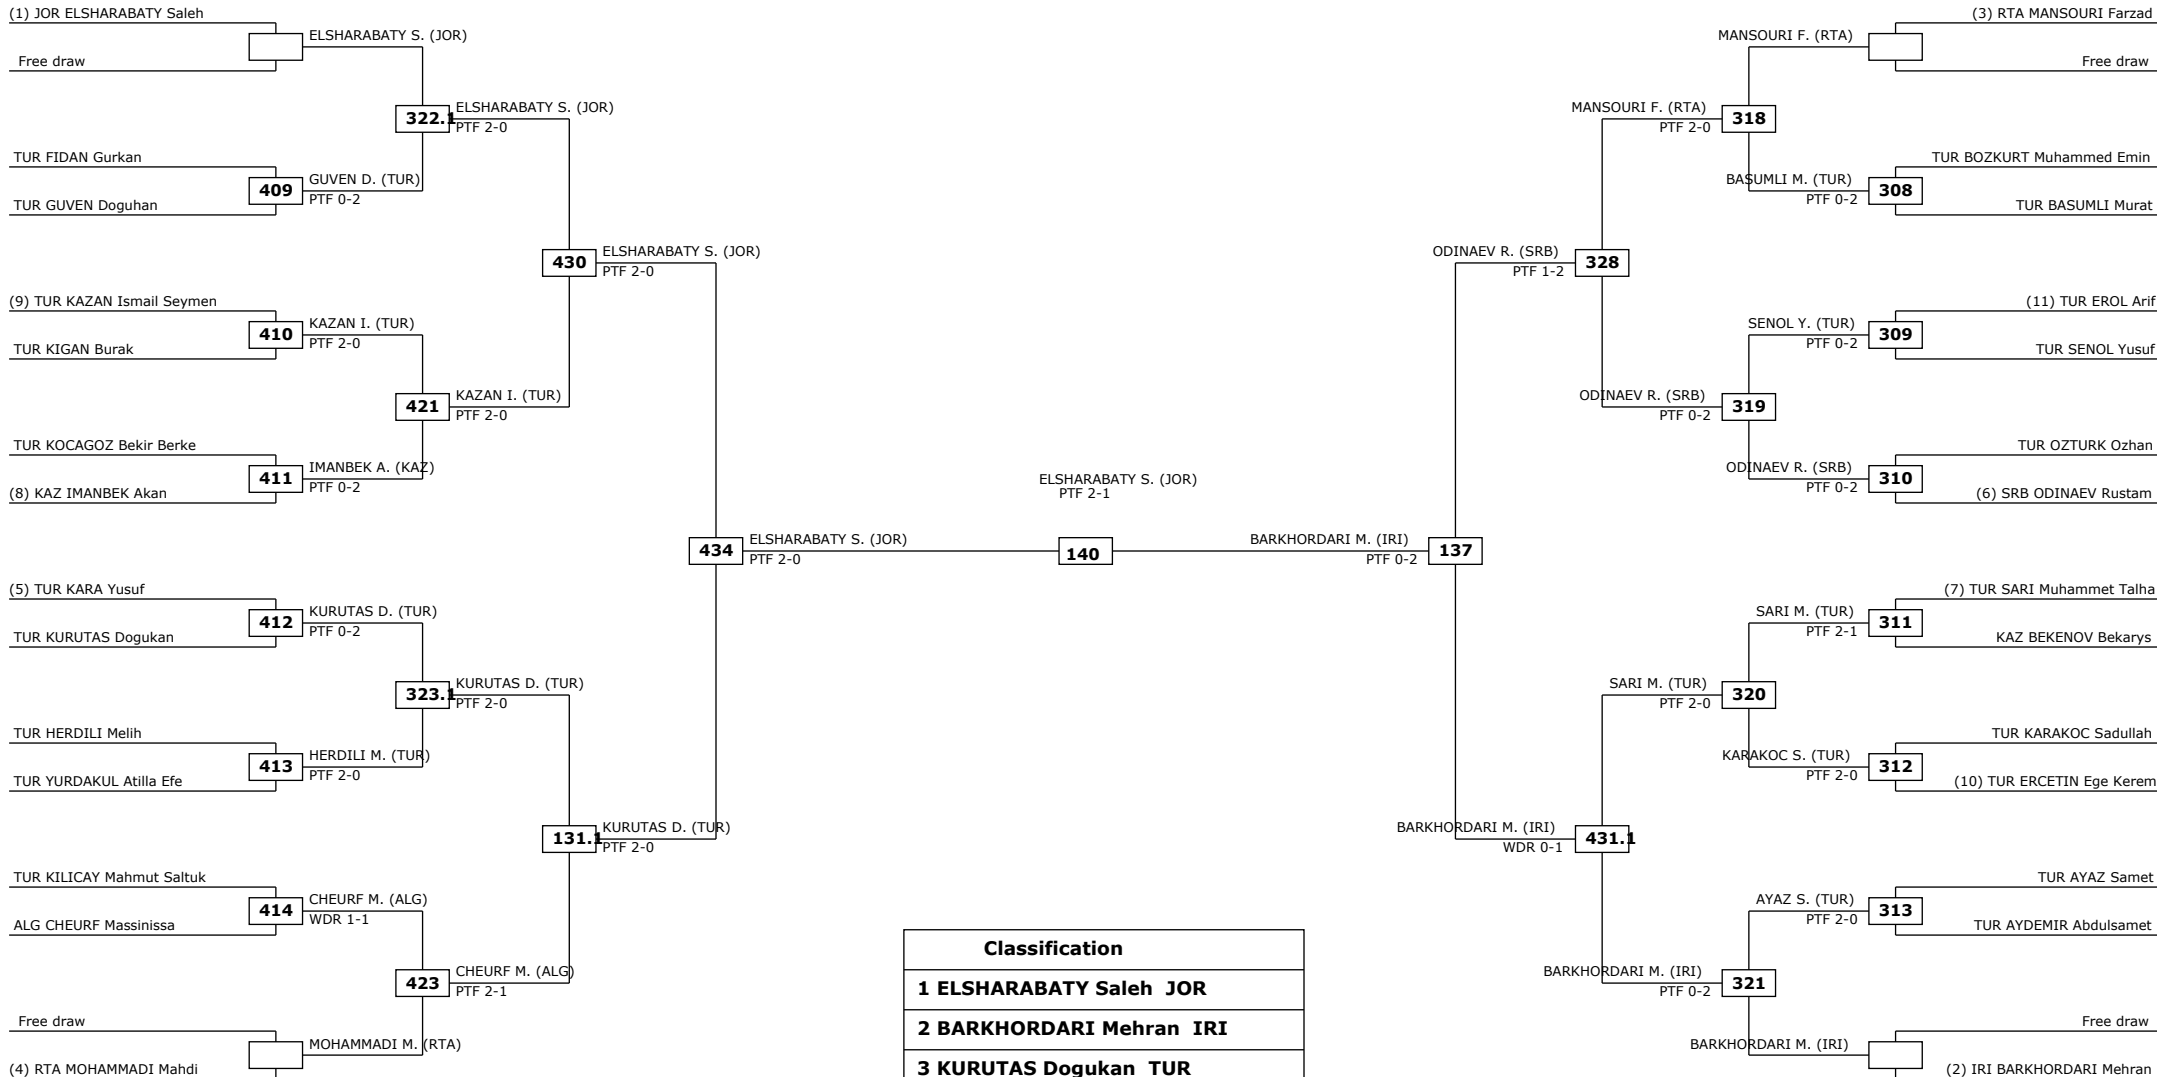 (1) JOR ELSHARABATY Saleh
ELSHARABATY S. (JOR)
Free draw
322.1
ELSHARABATY S. (JOR)
PTF 2-0
TUR FIDAN Gurkan
409
GUVEN D. (TUR)
PTF 0-2
TUR GUVEN Doguhan
430
ELSHARABATY S. (JOR)
PTF 2-0
(9) TUR KAZAN Ismail Seymen
410
KAZAN I. (TUR)
PTF 2-0
TUR KIGAN Burak
421
KAZAN I. (TUR)
PTF 2-0
TUR KOCAGOZ Bekir Berke
411
IMANBEK A. (KAZ)
PTF 0-2
(8) KAZ IMANBEK Akan
434
ELSHARABATY S. (JOR)
PTF 2-0
(5) TUR KARA Yusuf
412
KURUTAS D. (TUR)
PTF 0-2
TUR KURUTAS Dogukan
323.1
KURUTAS D. (TUR)
PTF 2-0
TUR HERDILI Melih
413
HERDILI M. (TUR)
PTF 2-0
TUR YURDAKUL Atilla Efe
131.1
KURUTAS D. (TUR)
PTF 2-0
TUR KILICAY Mahmut Saltuk
414
CHEURF M. (ALG)
WDR 1-1
ALG CHEURF Massinissa
423
CHEURF M. (ALG)
PTF 2-1
Free draw
MOHAMMADI M. (RTA)
(4) RTA MOHAMMADI Mahdi
ELSHARABATY S. (JOR)
PTF 2-1
140
Classification
1 ELSHARABATY Saleh JOR
2 BARKHORDARI Mehran IRI
3 KURUTAS Dogukan TUR
(3) RTA MANSOURI Farzad
MANSOURI F. (RTA)
Free draw
MANSOURI F. (RTA)
PTF 2-0
318
TUR BOZKURT Muhammed Emin
BASUMLI M. (TUR)
PTF 0-2
308
TUR BASUMLI Murat
ODINAEV R. (SRB)
PTF 1-2
328
(11) TUR EROL Arif
SENOL Y. (TUR)
PTF 0-2
309
TUR SENOL Yusuf
ODINAEV R. (SRB)
PTF 0-2
319
TUR OZTURK Ozhan
ODINAEV R. (SRB)
PTF 0-2
310
(6) SRB ODINAEV Rustam
BARKHORDARI M. (IRI)
PTF 0-2
137
(7) TUR SARI Muhammet Talha
SARI M. (TUR)
PTF 2-1
311
KAZ BEKENOV Bekarys
SARI M. (TUR)
PTF 2-0
320
TUR KARAKOC Sadullah
KARAKOC S. (TUR)
PTF 2-0
312
(10) TUR ERCETIN Ege Kerem
BARKHORDARI M. (IRI)
WDR 0-1
431.1
TUR AYAZ Samet
AYAZ S. (TUR)
PTF 2-0
313
TUR AYDEMIR Abdulsamet
BARKHORDARI M. (IRI)
PTF 0-2
321
Free draw
BARKHORDARI M. (IRI)
(2) IRI BARKHORDARI Mehran